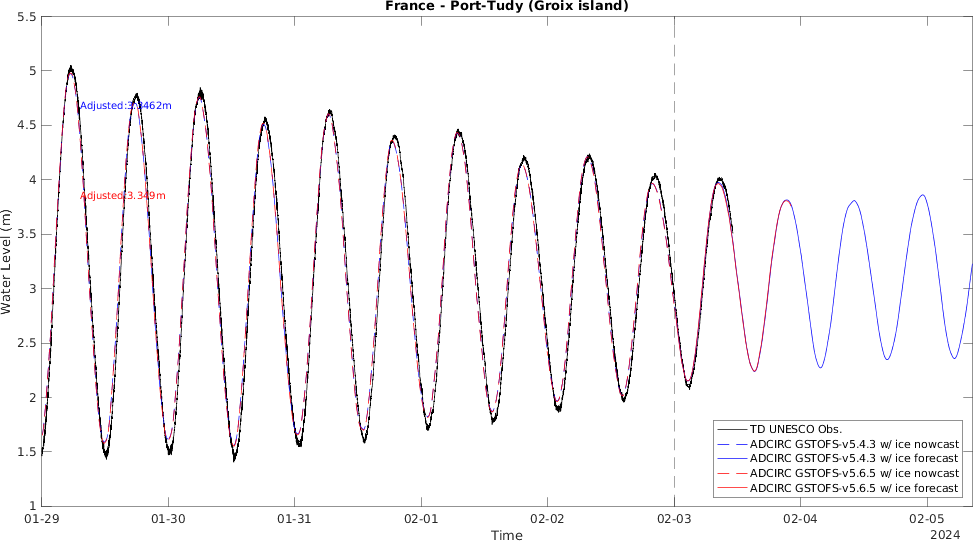 France - Port-Tudy (Groix island)
5.5
5
4.5
4
3.5
3
2.5
2
1.5
1
Water Level (m)
Adjusted:3.3462m
Adjusted:3.349m
01-29
01-30
01-31
02-01
02-02
02-03
02-04
02-05
Time
2024
TD UNESCO Obs.
ADCIRC GSTOFS-v5.4.3 w/ ice nowcast
ADCIRC GSTOFS-v5.4.3 w/ ice forecast
ADCIRC GSTOFS-v5.6.5 w/ ice nowcast
ADCIRC GSTOFS-v5.6.5 w/ ice forecast